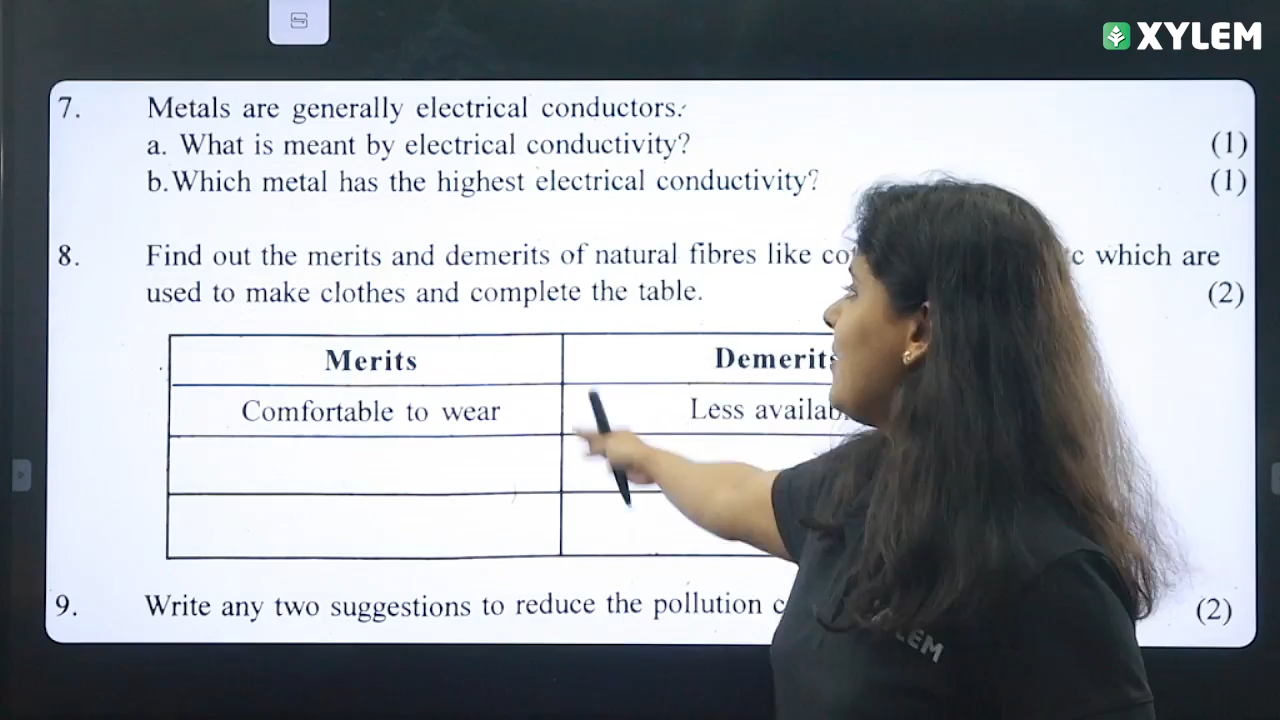 XYLEM
7. Metals are generally electrical conductors.
a. What is meant by electrical conductivity? (1)
b. Which metal has the highest electrical conductivity? (1)
8. Find out the merits and demerits of natural fibres like which are
used to make clothes and complete the table. (2)
Merits Demerits
Comfortable to wear Less
9. Write any two suggestions to reduce the pollution (2)